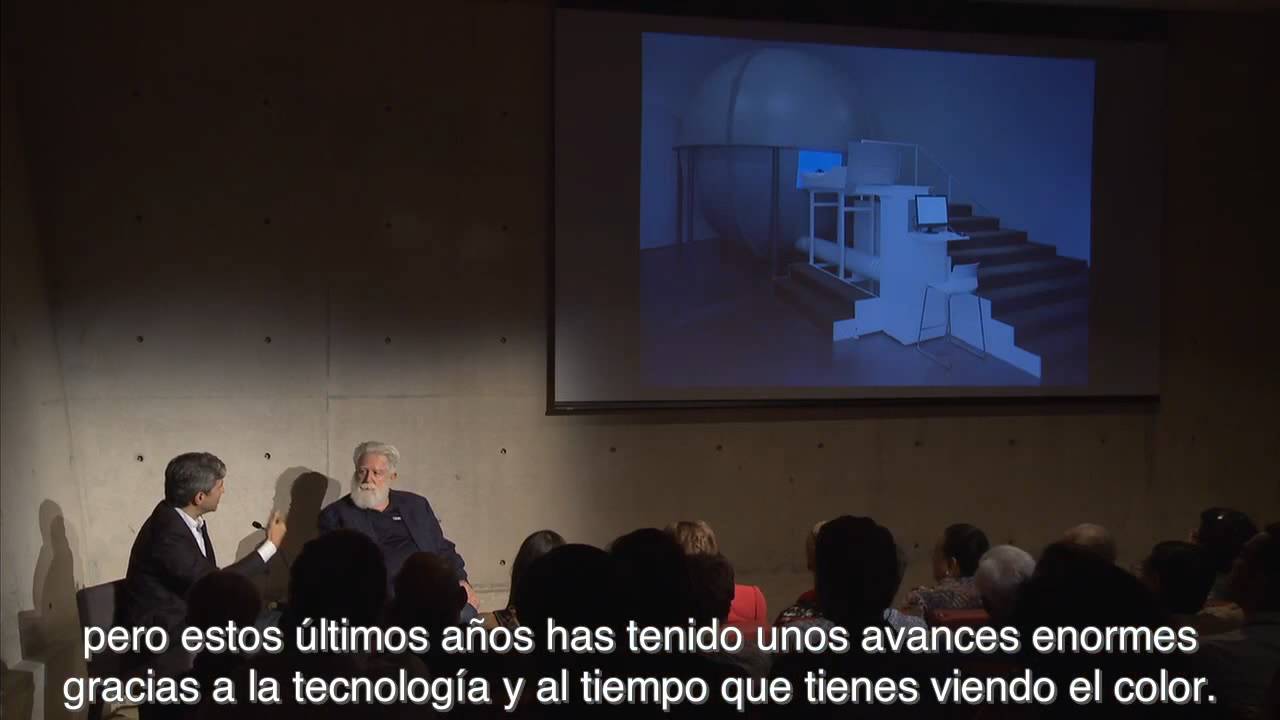 pero estos últimos años has tenido unos avances enormes
gracias a la tecnología y al tiempo que tienes viendo el color.